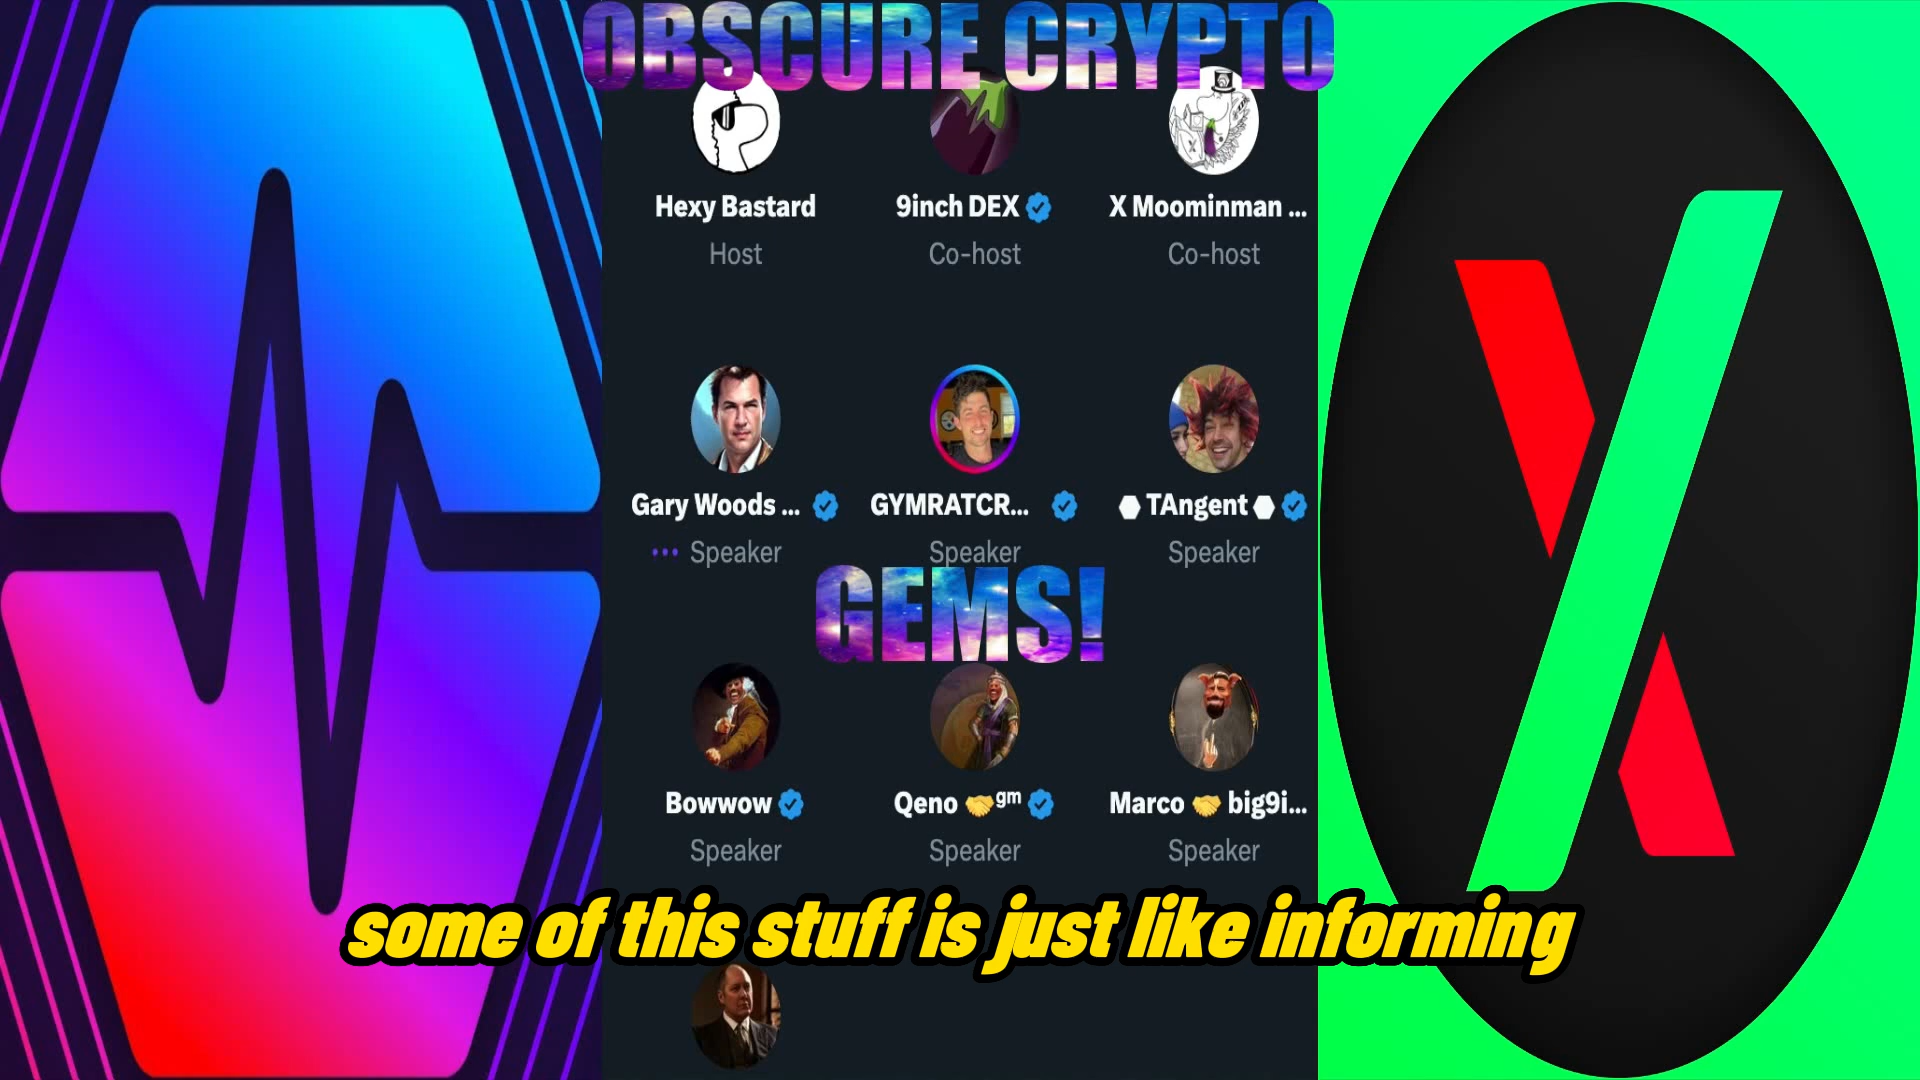 OBSCURE CRYPTO
Hexy Bastard
9inch DEX
X Moominman ...
Host
Co-host
Co-host
Gary Woods ...
GYMRATCR...
TAngent
Speaker
Speaker
Speaker
GEMS!
Bowwow
Qeno 🤝gm
Marco 🤝 big9i...
Speaker
Speaker
Speaker
some of this stuff is just like informing